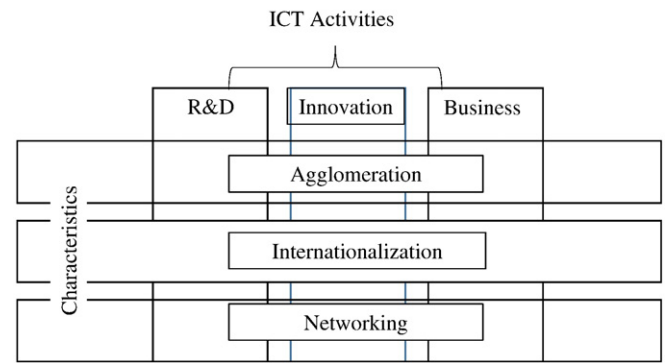 ICT Activities
R&D
Innovation
Business
Agglomeration
Characteristics
Internationalization
Networking